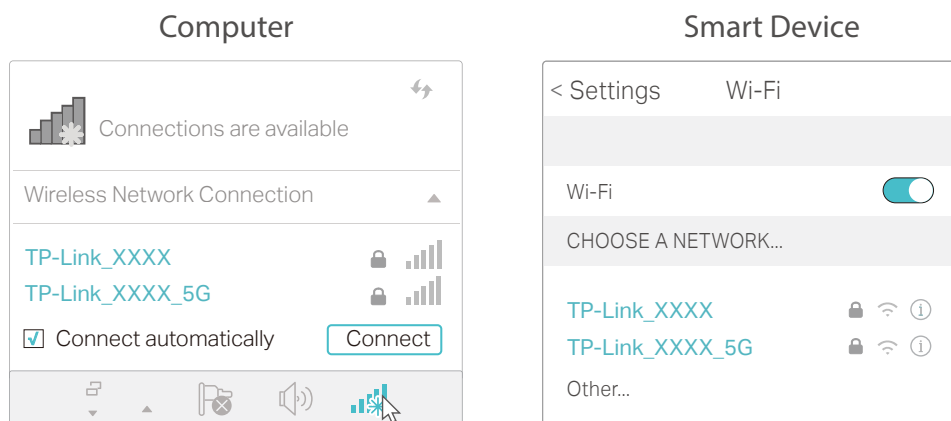 Computer
Connections are available
Wireless Network Connection
TP-Link_XXXX
TP-Link_XXXX_5G
Connect automatically
Connect
Smart Device
< Settings Wi-Fi
Wi-Fi
CHOOSE A NETWORK...
TP-Link_XXXX
TP-Link_XXXX_5G
Other...